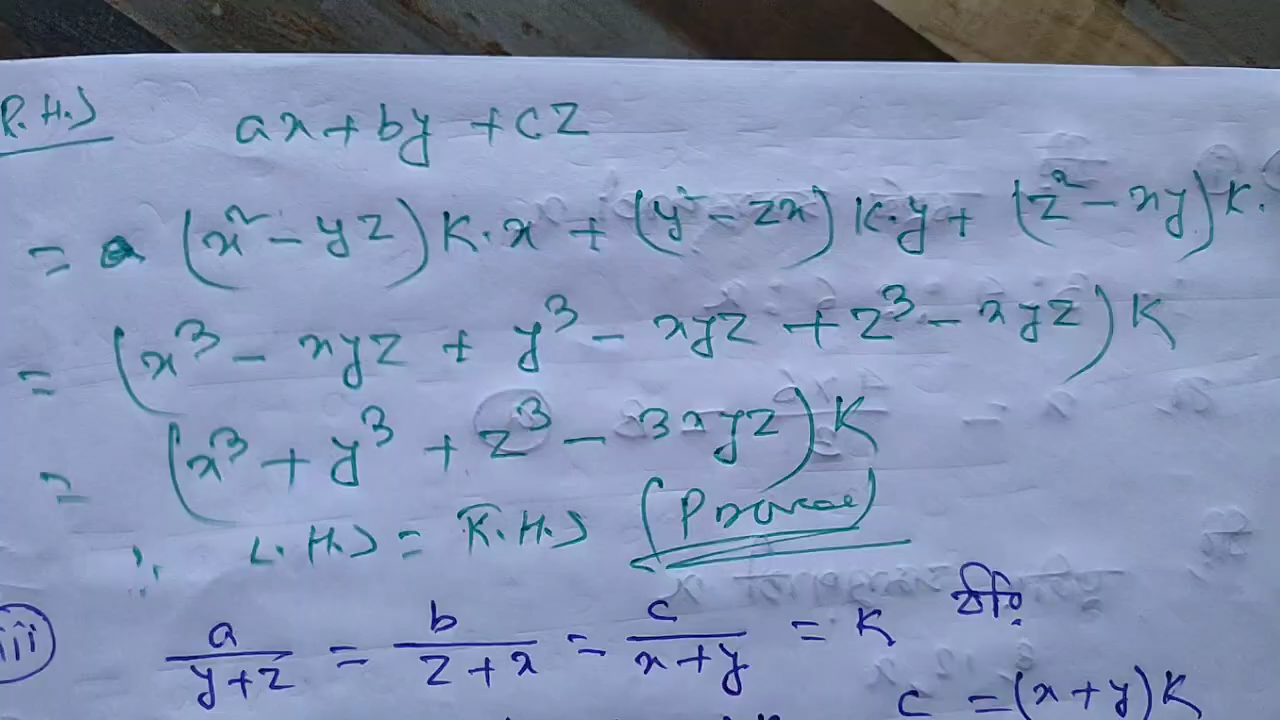 R.H.S ax+by+cz
= (x²-yz)K.x + (y²-zx)K.y + (z²-xy)K.
= (x³ - xyz + y³ - xyz + z³ - xyz)K
= (x³ + y³ + z³ - 3xyz)K
∴ L.H.S = R.H.S (Proved)
(iii) a/(y+z) = b/(z+x) = c/(x+y) = K ধরি
c = (x+y)K